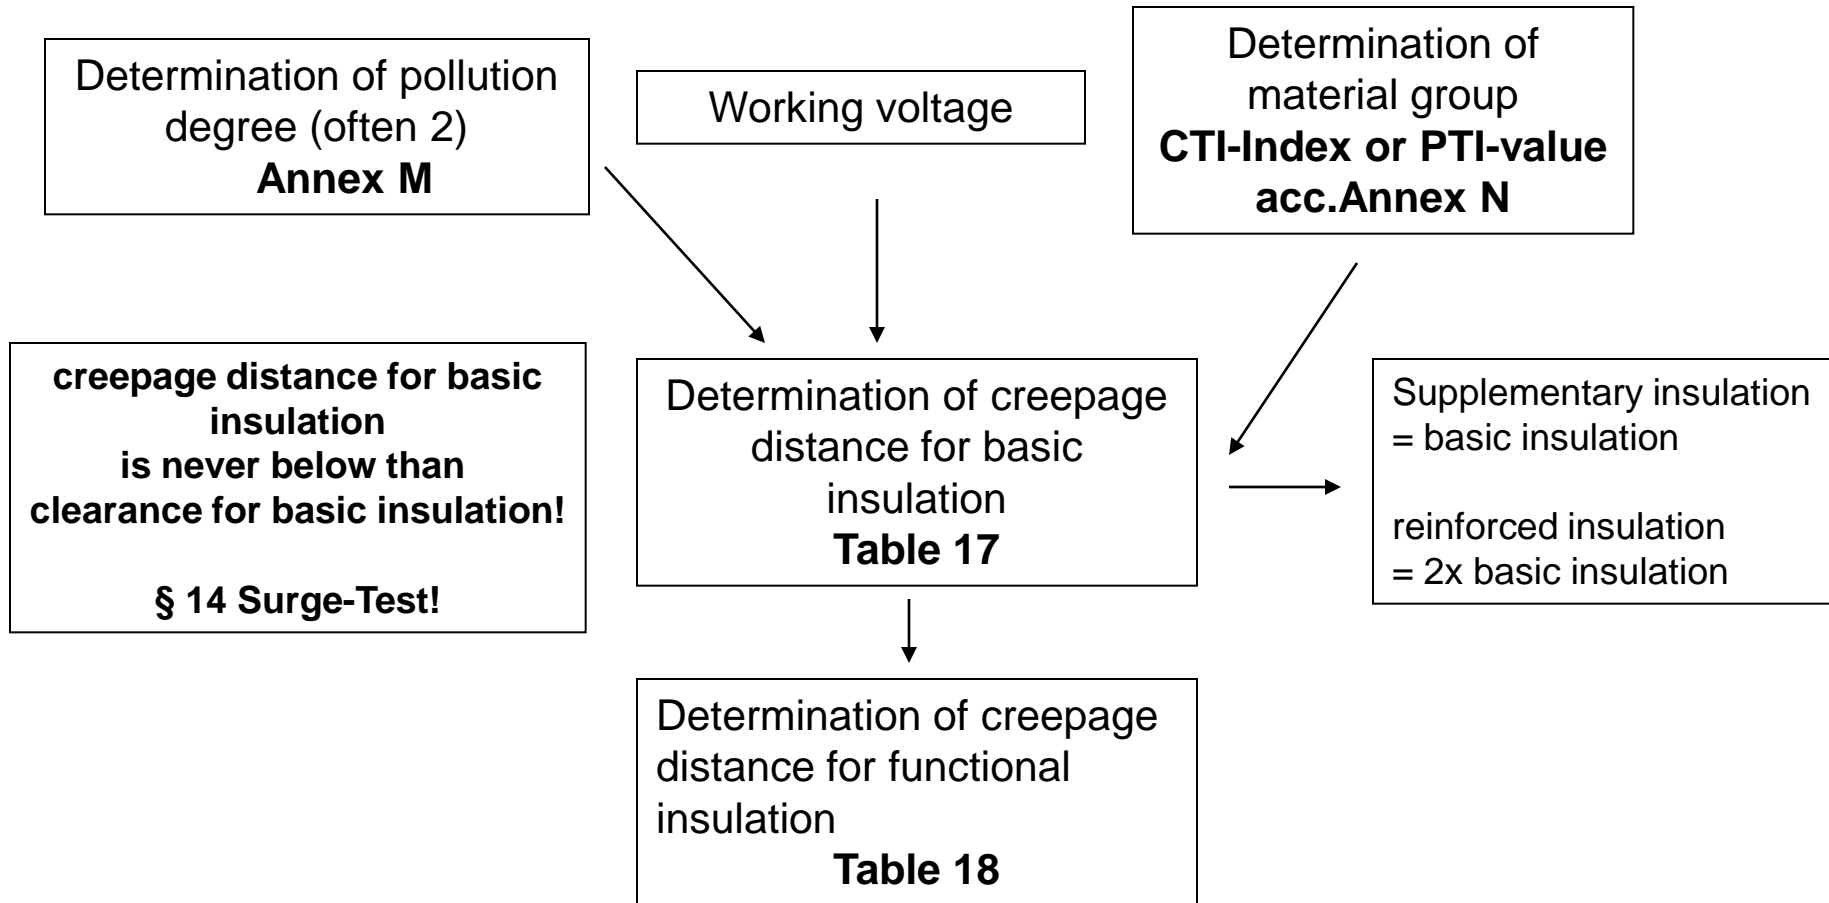 Determination of pollution
degree (often 2)
Annex M
Working voltage
Determination of
material group
CTI-Index or PTI-value
acc.Annex N
creepage distance for basic
insulation
is never below than
clearance for basic insulation!
§ 14 Surge-Test!
Determination of creepage
distance for basic
insulation
Table 17
Supplementary insulation
= basic insulation
reinforced insulation
= 2x basic insulation
Determination of creepage
distance for functional
insulation
Table 18